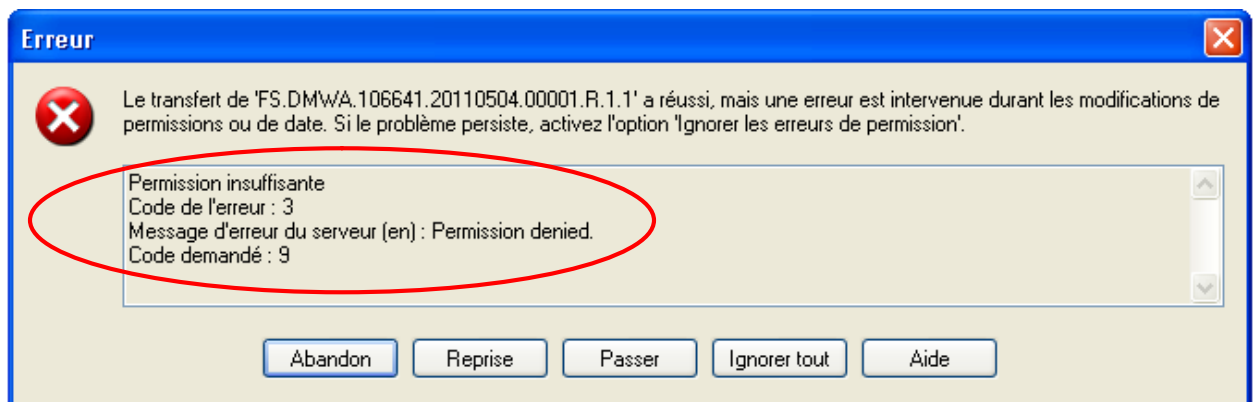 Erreur
Le transfert de 'FS.DMWA.106641.20110504.00001.R.1.1' a réussi, mais une erreur est intervenue durant les modifications de
permissions ou de date. Si le problème persiste, activez l'option 'Ignorer les erreurs de permission'.
Permission insuffisante
Code de l'erreur : 3
Message d'erreur du serveur (en) : Permission denied.
Code demandé : 9
Abandon Reprise Passer Ignorer tout Aide